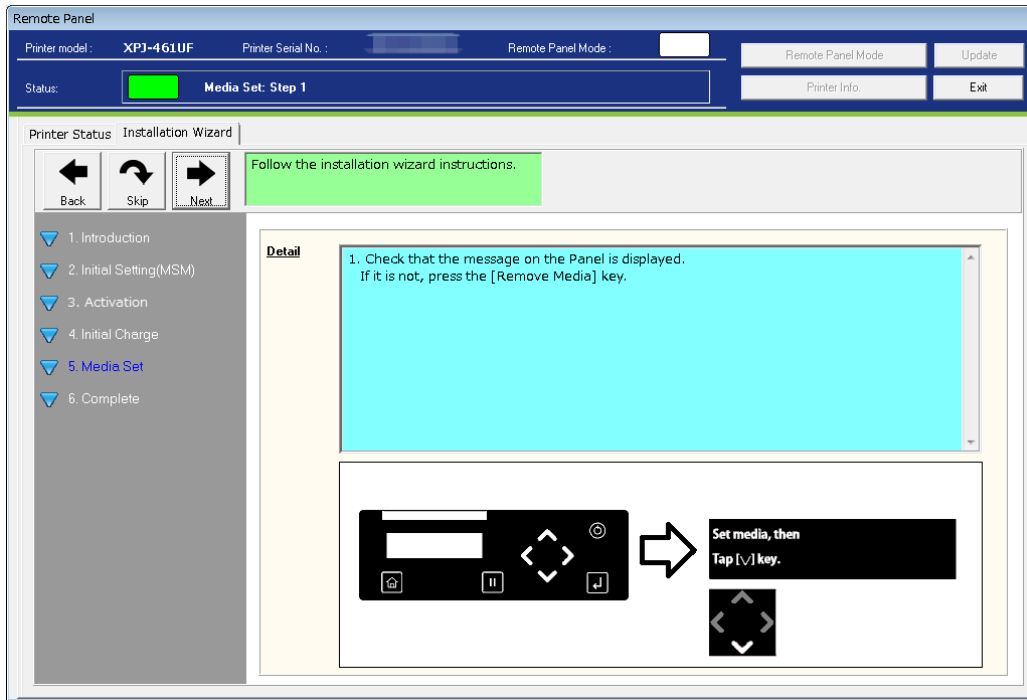 Remote Panel
Printer model : XPJ-461UF Printer Serial No. : Remote Panel Mode :
Remote Panel Mode Update
Status: Media Set: Step 1 Printer Info. Exit
Printer Status Installation Wizard
Back Skip Next
Follow the installation wizard instructions.
1. Introduction
2. Initial Setting(MSM)
3. Activation
4. Initial Charge
5. Media Set
6. Complete
Detail
1. Check that the message on the Panel is displayed.
If it is not, press the [Remove Media] key.
Set media, then
Tap [∨] key.